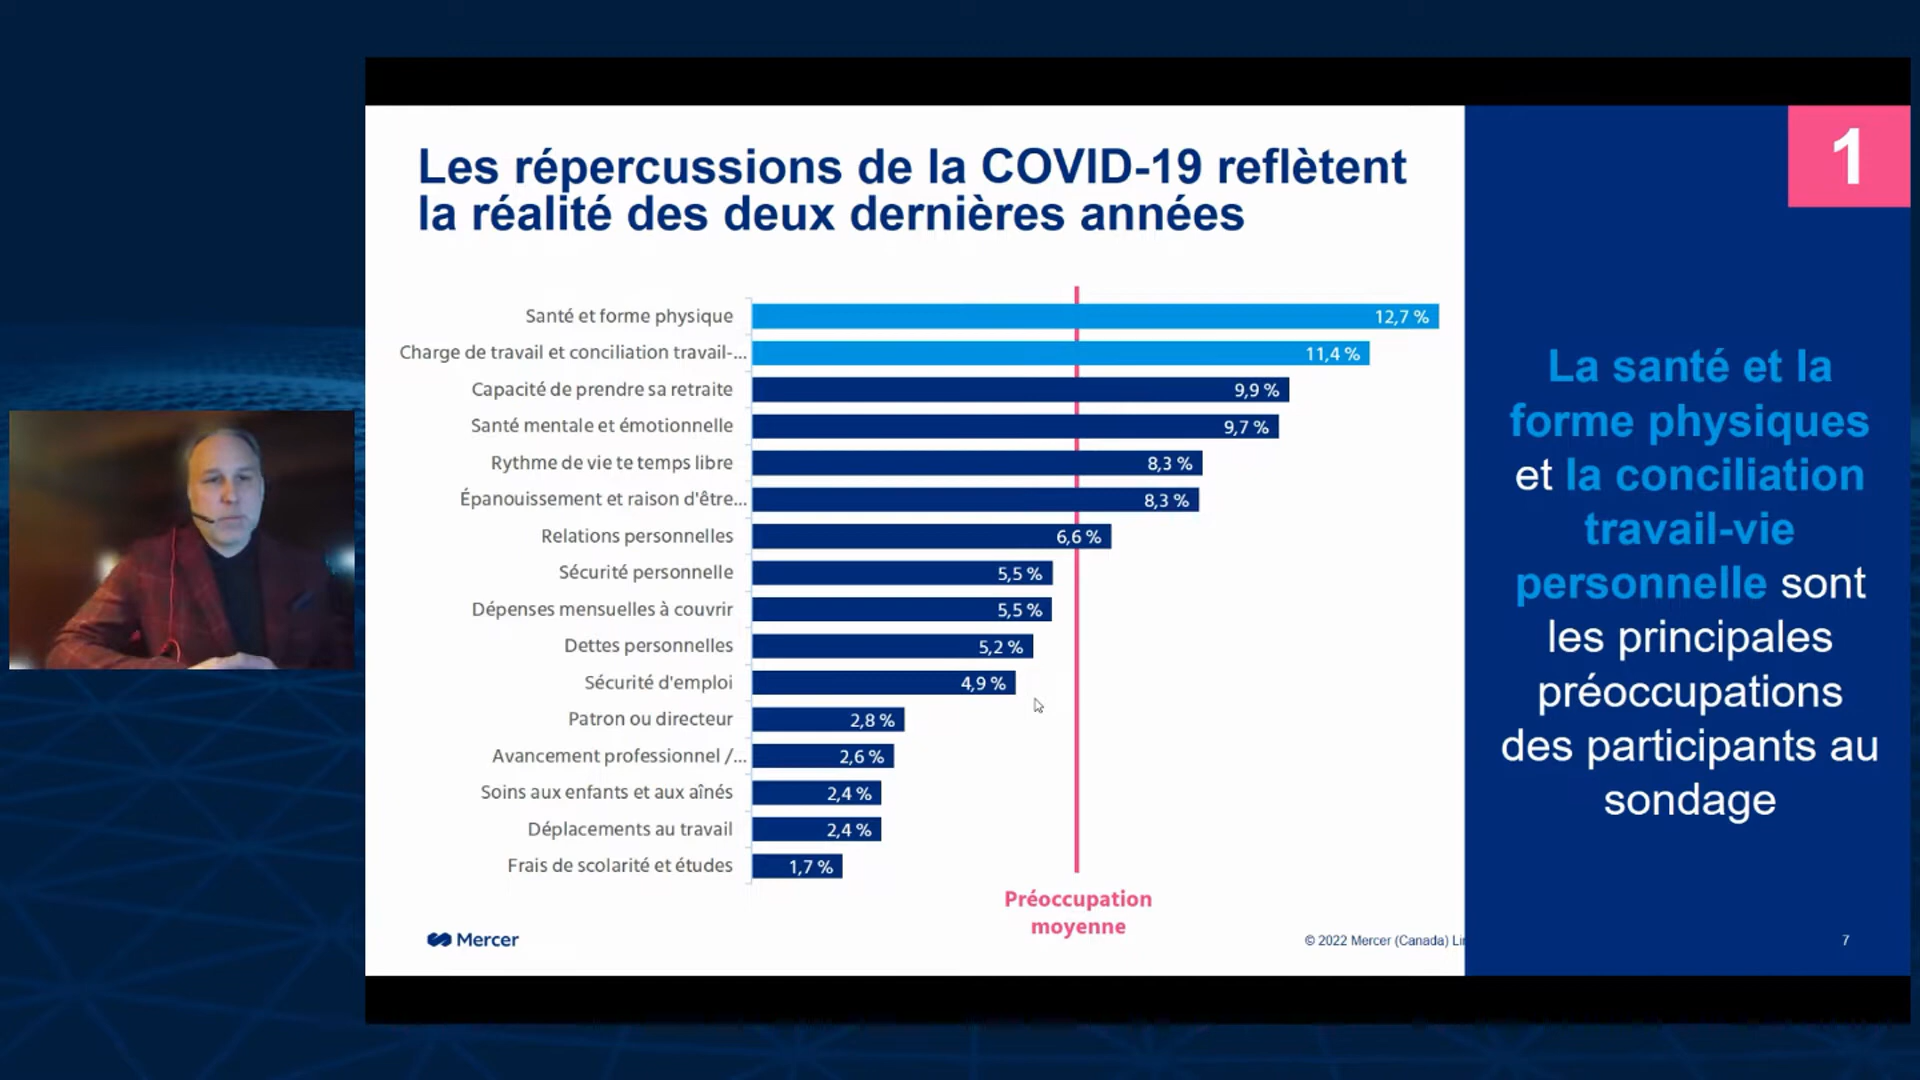 Les répercussions de la COVID-19 reflètent
la réalité des deux dernières années
Santé et forme physique 12,7 %
Charge de travail et conciliation travail-... 11,4 %
Capacité de prendre sa retraite 9,9 %
Santé mentale et émotionnelle 9,7 %
Rythme de vie te temps libre 8,3 %
Épanouissement et raison d'être... 8,3 %
Relations personnelles 6,6 %
Sécurité personnelle 5,5 %
Dépenses mensuelles à couvrir 5,5 %
Dettes personnelles 5,2 %
Sécurité d'emploi 4,9 %
Patron ou directeur 2,8 %
Avancement professionnel /... 2,6 %
Soins aux enfants et aux aînés 2,4 %
Déplacements au travail 2,4 %
Frais de scolarité et études 1,7 %
Préoccupation
moyenne
Mercer
© 2022 Mercer (Canada) Li
1
La santé et la
forme physiques
et la conciliation
travail-vie
personnelle sont
les principales
préoccupations
des participants au
sondage
7